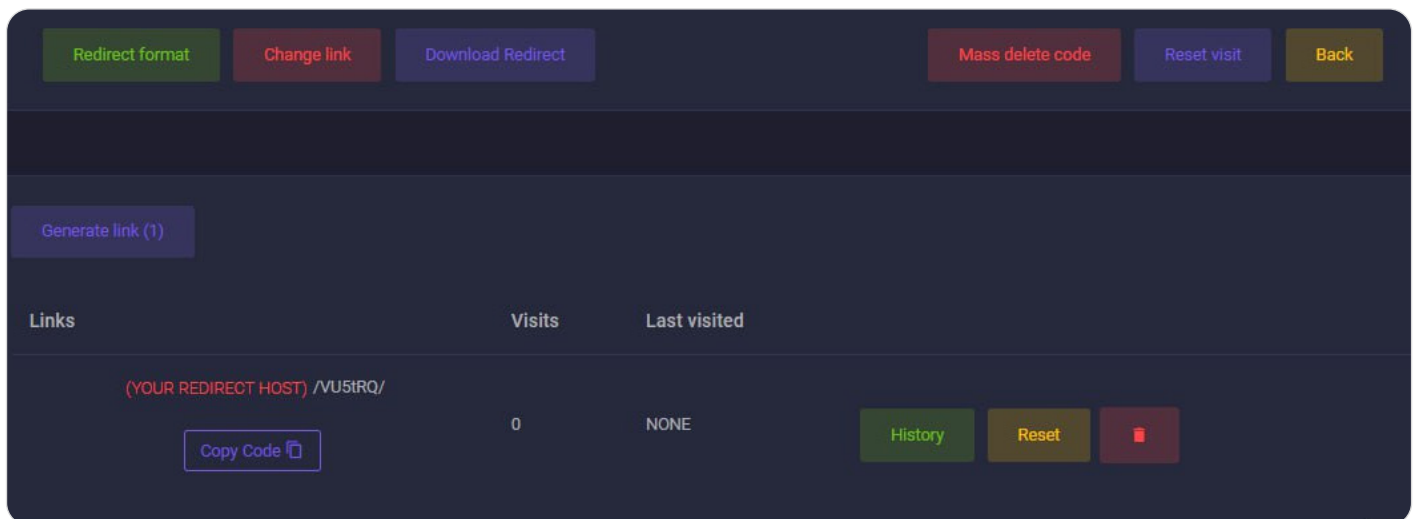 Redirect format Change link Download Redirect Mass delete code Reset visit Back
Generate link (1)
Links Visits Last visited
(YOUR REDIRECT HOST) /VU5tRQ/
0 NONE History Reset
Copy Code